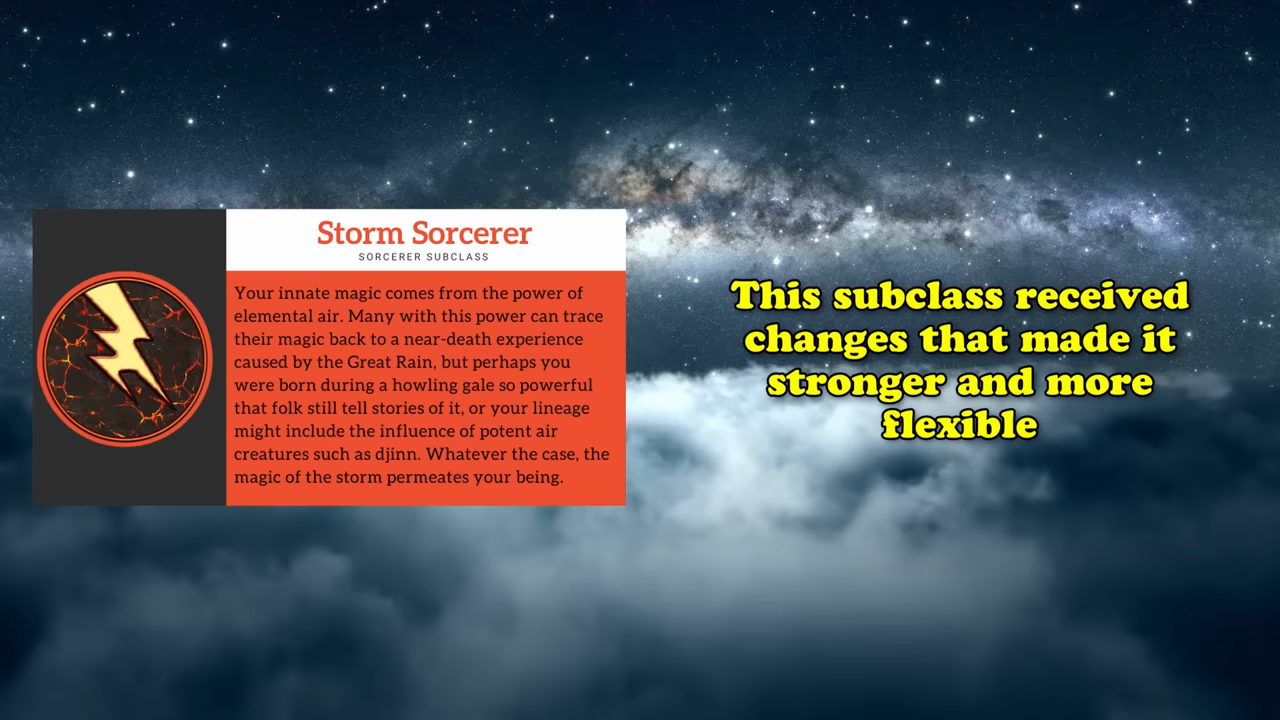 Storm Sorcerer
SORCERER SUBCLASS
Your innate magic comes from the power of
elemental air. Many with this power can trace
their magic back to a near-death experience
caused by the Great Rain, but perhaps you
were born during a howling gale so powerful
that folk still tell stories of it, or your lineage
might include the influence of potent air
creatures such as djinn. Whatever the case, the
magic of the storm permeates your being.
This subclass received
changes that made it
stronger and more
flexible